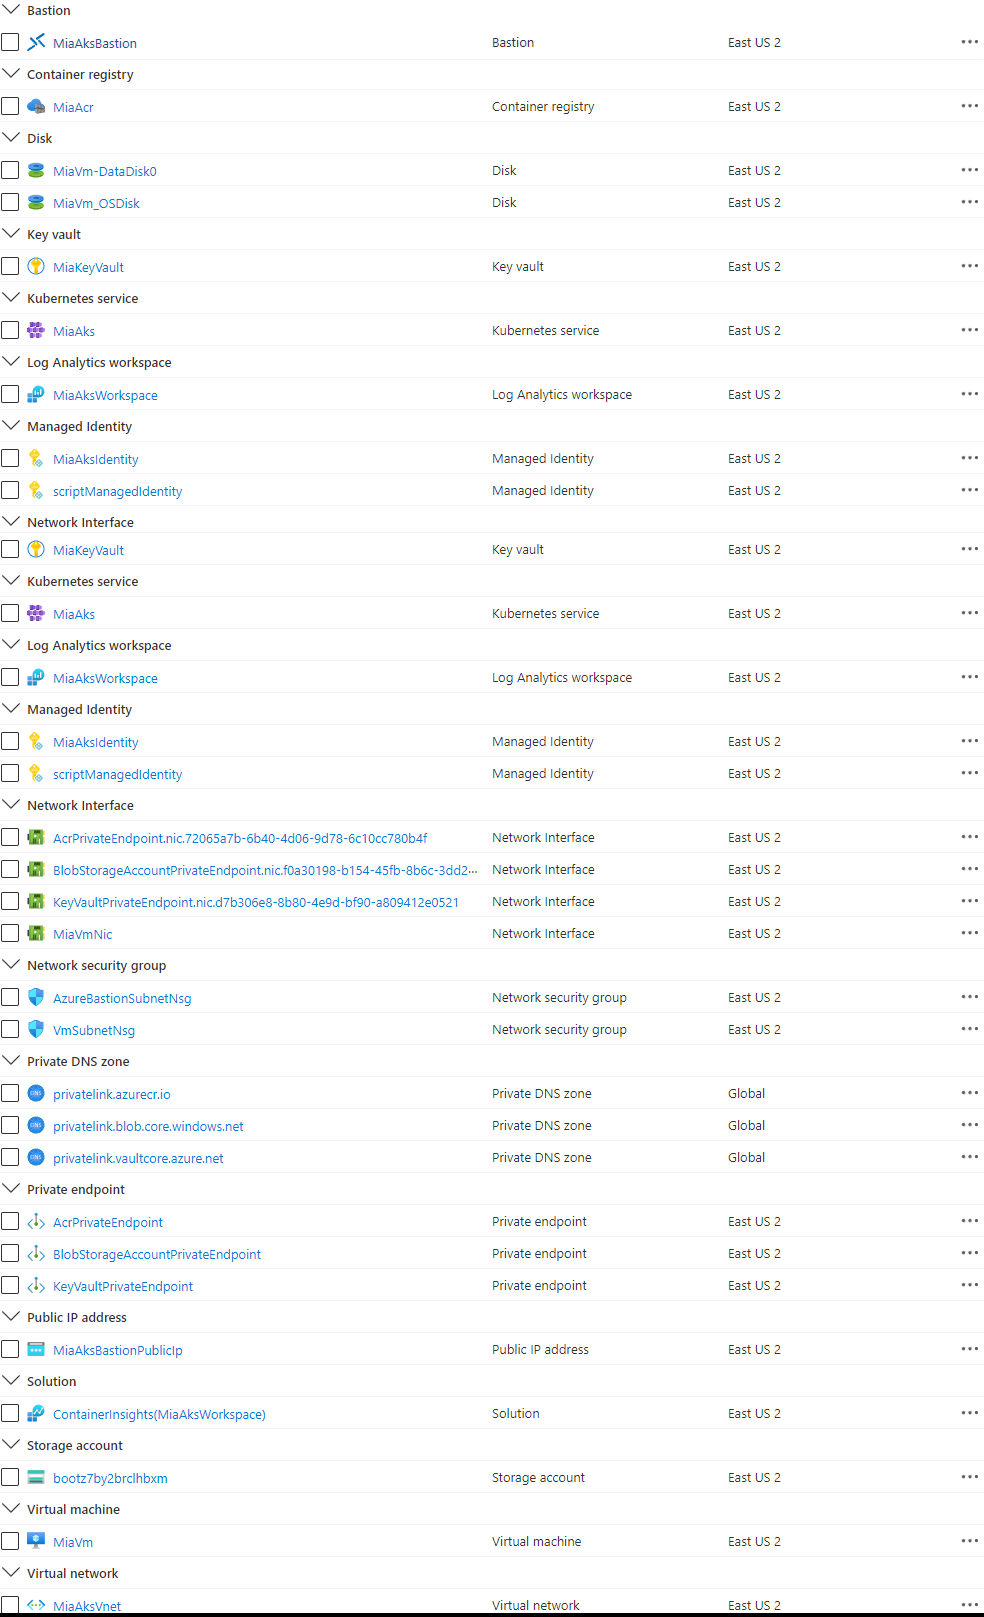 Bastion
MiaAksBastion Bastion East US 2
Container registry
MiaAcr Container registry East US 2
Disk
MiaVm-DataDisk0 Disk East US 2
MiaVm_OSDisk Disk East US 2
Key vault
MiaKeyVault Key vault East US 2
Kubernetes service
MiaAks Kubernetes service East US 2
Log Analytics workspace
MiaAksWorkspace Log Analytics workspace East US 2
Managed Identity
MiaAksIdentity Managed Identity East US 2
scriptManagedIdentity Managed Identity East US 2
Network Interface
MiaKeyVault Key vault East US 2
Kubernetes service
MiaAks Kubernetes service East US 2
Log Analytics workspace
MiaAksWorkspace Log Analytics workspace East US 2
Managed Identity
MiaAksIdentity Managed Identity East US 2
scriptManagedIdentity Managed Identity East US 2
Network Interface
AcrPrivateEndpoint.nic.72065a7b-6b40-4d06-9d78-6c10cc780b4f Network Interface East US 2
BlobStorageAccountPrivateEndpoint.nic.f0a30198-b154-45fb-8b6c-3dd2... Network Interface East US 2
KeyVaultPrivateEndpoint.nic.d7b306e8-8b80-4e9d-bf90-a809412e0521 Network Interface East US 2
MiaVmNic Network Interface East US 2
Network security group
AzureBastionSubnetNsg Network security group East US 2
VmSubnetNsg Network security group East US 2
Private DNS zone
privatelink.azurecr.io Private DNS zone Global
privatelink.blob.core.windows.net Private DNS zone Global
privatelink.vaultcore.azure.net Private DNS zone Global
Private endpoint
AcrPrivateEndpoint Private endpoint East US 2
BlobStorageAccountPrivateEndpoint Private endpoint East US 2
KeyVaultPrivateEndpoint Private endpoint East US 2
Public IP address
MiaAksBastionPublicIp Public IP address East US 2
Solution
ContainerInsights(MiaAksWorkspace) Solution East US 2
Storage account
bootz7by2brclhbxm Storage account East US 2
Virtual machine
MiaVm Virtual machine East US 2
Virtual network
MiaAksVnet Virtual network East US 2